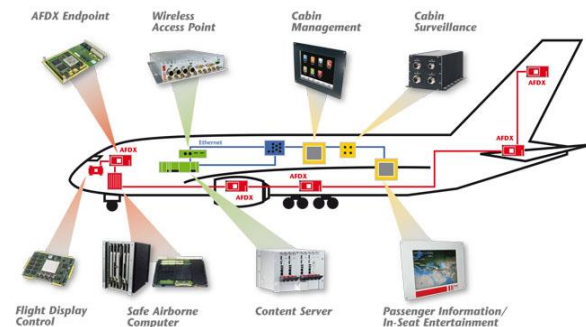 AFDX Endpoint
Wireless
Access Point
Cabin
Management
Cabin
Surveillance
Ethernet
AFDX
AFDX
AFDX
AFDX
AFDX
Flight Display
Control
Safe Airborne
Computer
Content Server
Passenger Information/
In-Seat Entertainment